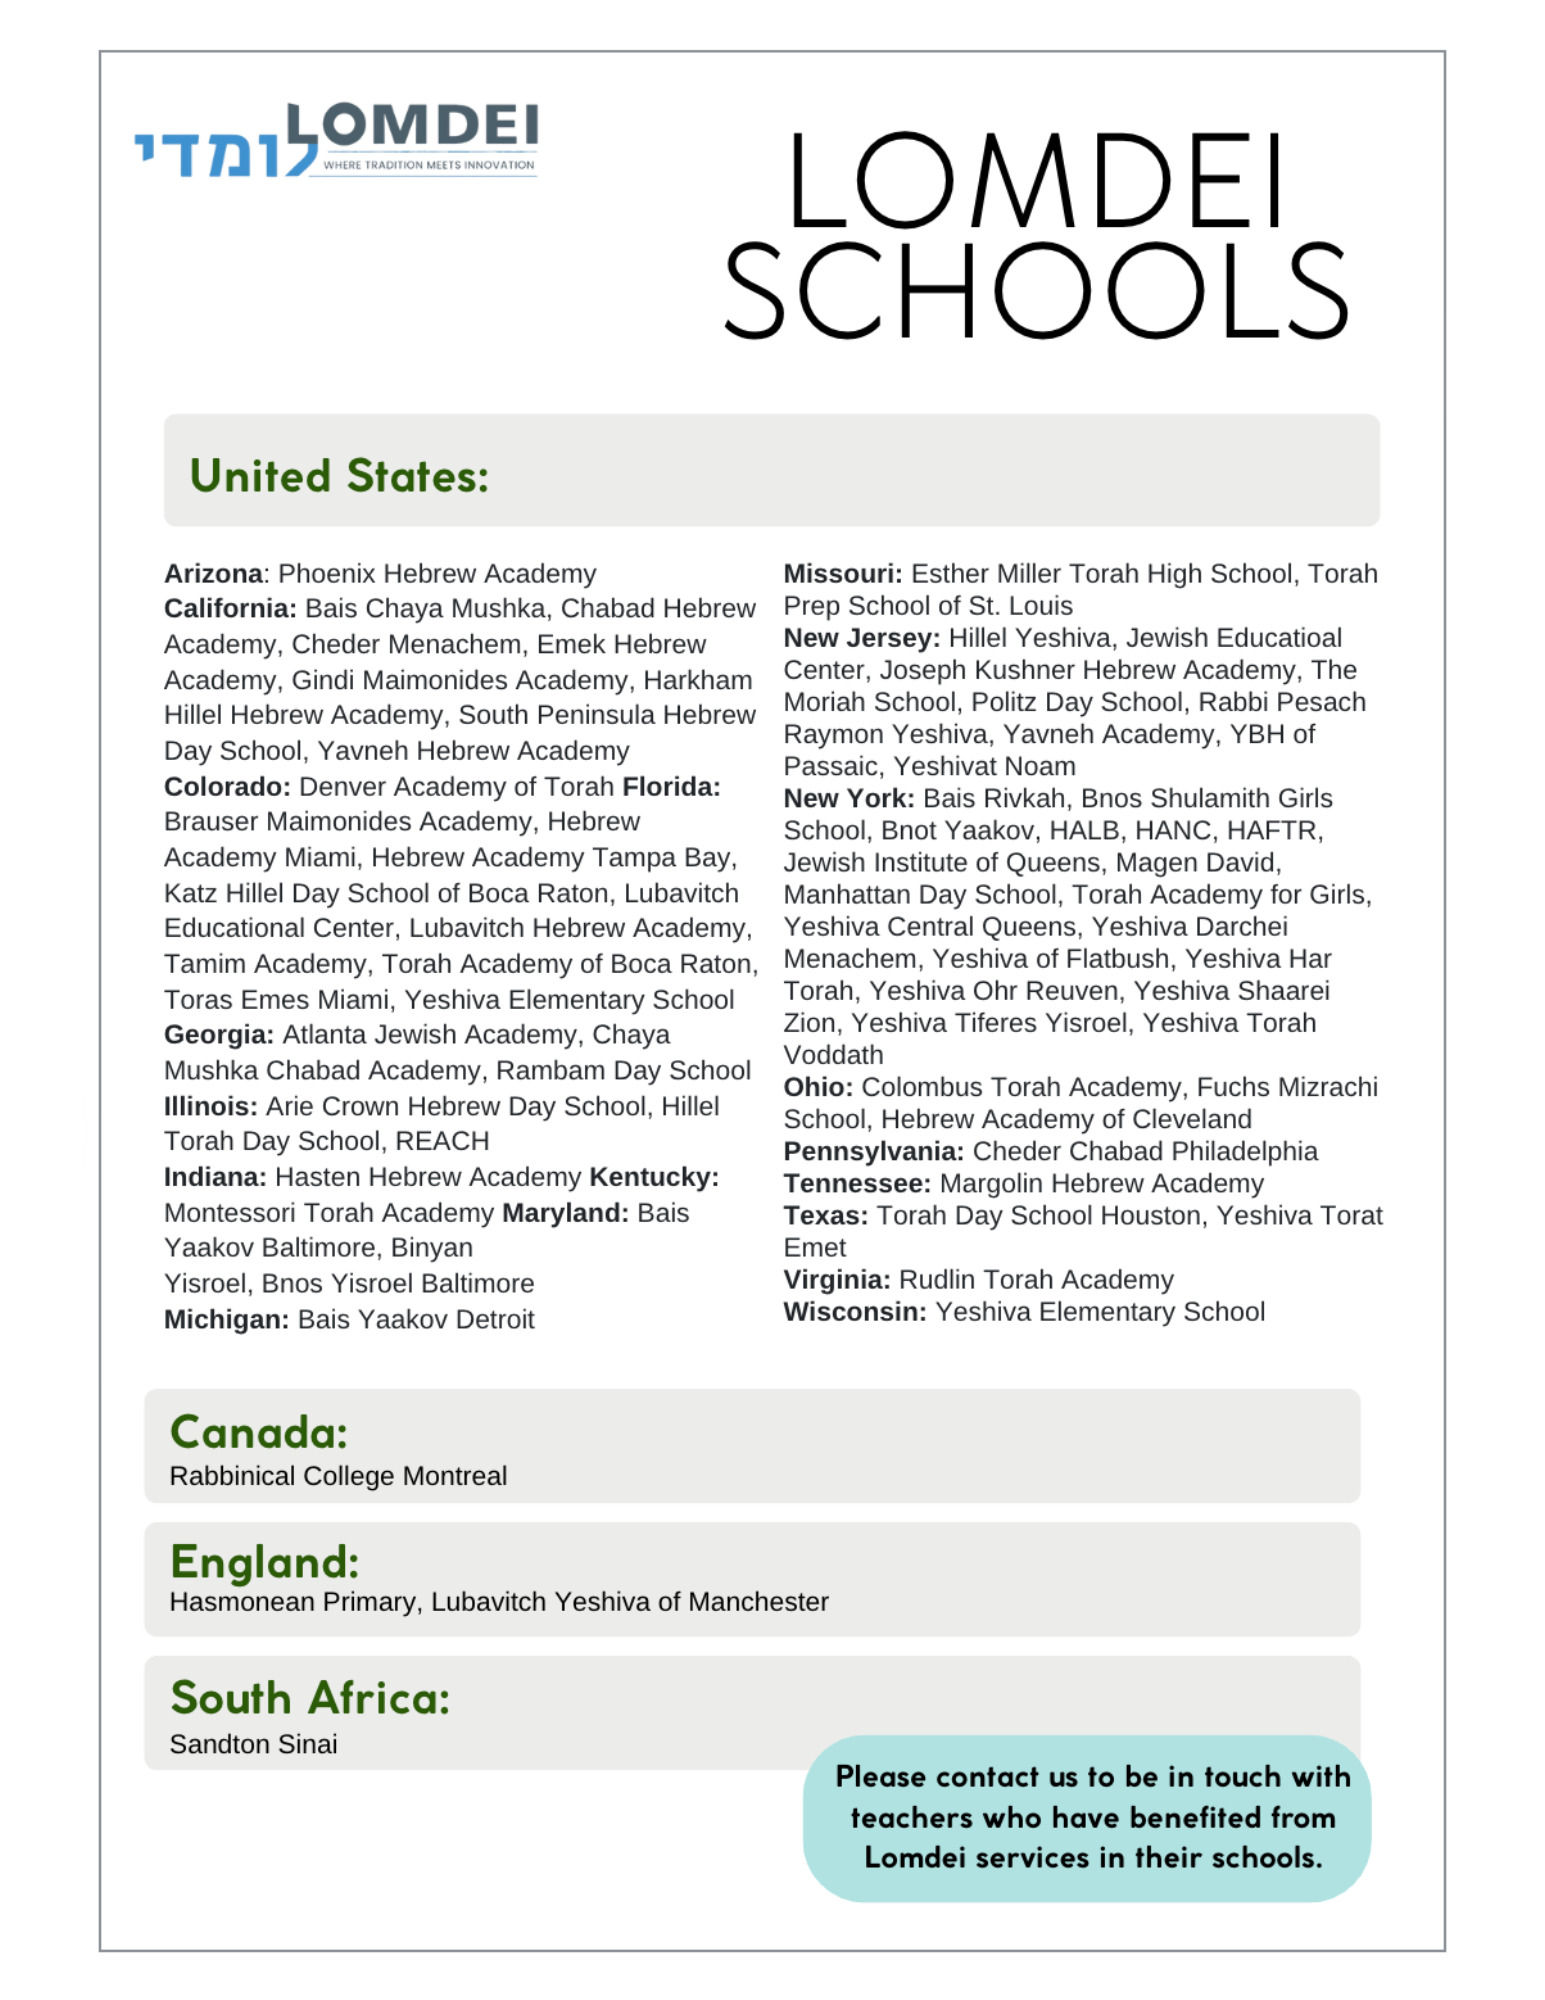 LOMDEI
לומדי
WHERE TRADITION MEETS INNOVATION
LOMDEI
SCHOOLS
United States:
Arizona: Phoenix Hebrew Academy
California: Bais Chaya Mushka, Chabad Hebrew
Academy, Cheder Menachem, Emek Hebrew
Academy, Gindi Maimonides Academy, Harkham
Hillel Hebrew Academy, South Peninsula Hebrew
Day School, Yavneh Hebrew Academy
Colorado: Denver Academy of Torah Florida:
Brauser Maimonides Academy, Hebrew
Academy Miami, Hebrew Academy Tampa Bay,
Katz Hillel Day School of Boca Raton, Lubavitch
Educational Center, Lubavitch Hebrew Academy,
Tamim Academy, Torah Academy of Boca Raton,
Toras Emes Miami, Yeshiva Elementary School
Georgia: Atlanta Jewish Academy, Chaya
Mushka Chabad Academy, Rambam Day School
Illinois: Arie Crown Hebrew Day School, Hillel
Torah Day School, REACH
Indiana: Hasten Hebrew Academy Kentucky:
Montessori Torah Academy Maryland: Bais
Yaakov Baltimore, Binyan
Yisroel, Bnos Yisroel Baltimore
Michigan: Bais Yaakov Detroit
Missouri: Esther Miller Torah High School, Torah
Prep School of St. Louis
New Jersey: Hillel Yeshiva, Jewish Educatioal
Center, Joseph Kushner Hebrew Academy, The
Moriah School, Politz Day School, Rabbi Pesach
Raymon Yeshiva, Yavneh Academy, YBH of
Passaic, Yeshivat Noam
New York: Bais Rivkah, Bnos Shulamith Girls
School, Bnot Yaakov, HALB, HANC, HAFTR,
Jewish Institute of Queens, Magen David,
Manhattan Day School, Torah Academy for Girls,
Yeshiva Central Queens, Yeshiva Darchei
Menachem, Yeshiva of Flatbush, Yeshiva Har
Torah, Yeshiva Ohr Reuven, Yeshiva Shaarei
Zion, Yeshiva Tiferes Yisroel, Yeshiva Torah
Voddath
Ohio: Colombus Torah Academy, Fuchs Mizrachi
School, Hebrew Academy of Cleveland
Pennsylvania: Cheder Chabad Philadelphia
Tennessee: Margolin Hebrew Academy
Texas: Torah Day School Houston, Yeshiva Torat
Emet
Virginia: Rudlin Torah Academy
Wisconsin: Yeshiva Elementary School
Canada:
Rabbinical College Montreal
England:
Hasmonean Primary, Lubavitch Yeshiva of Manchester
South Africa:
Sandton Sinai
Please contact us to be in touch with
teachers who have benefited from
Lomdei services in their schools.